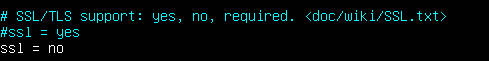 # SSL/TLS support: yes, no, required. <doc/wiki/SSL.txt>
#ssl = yes
ssl = no